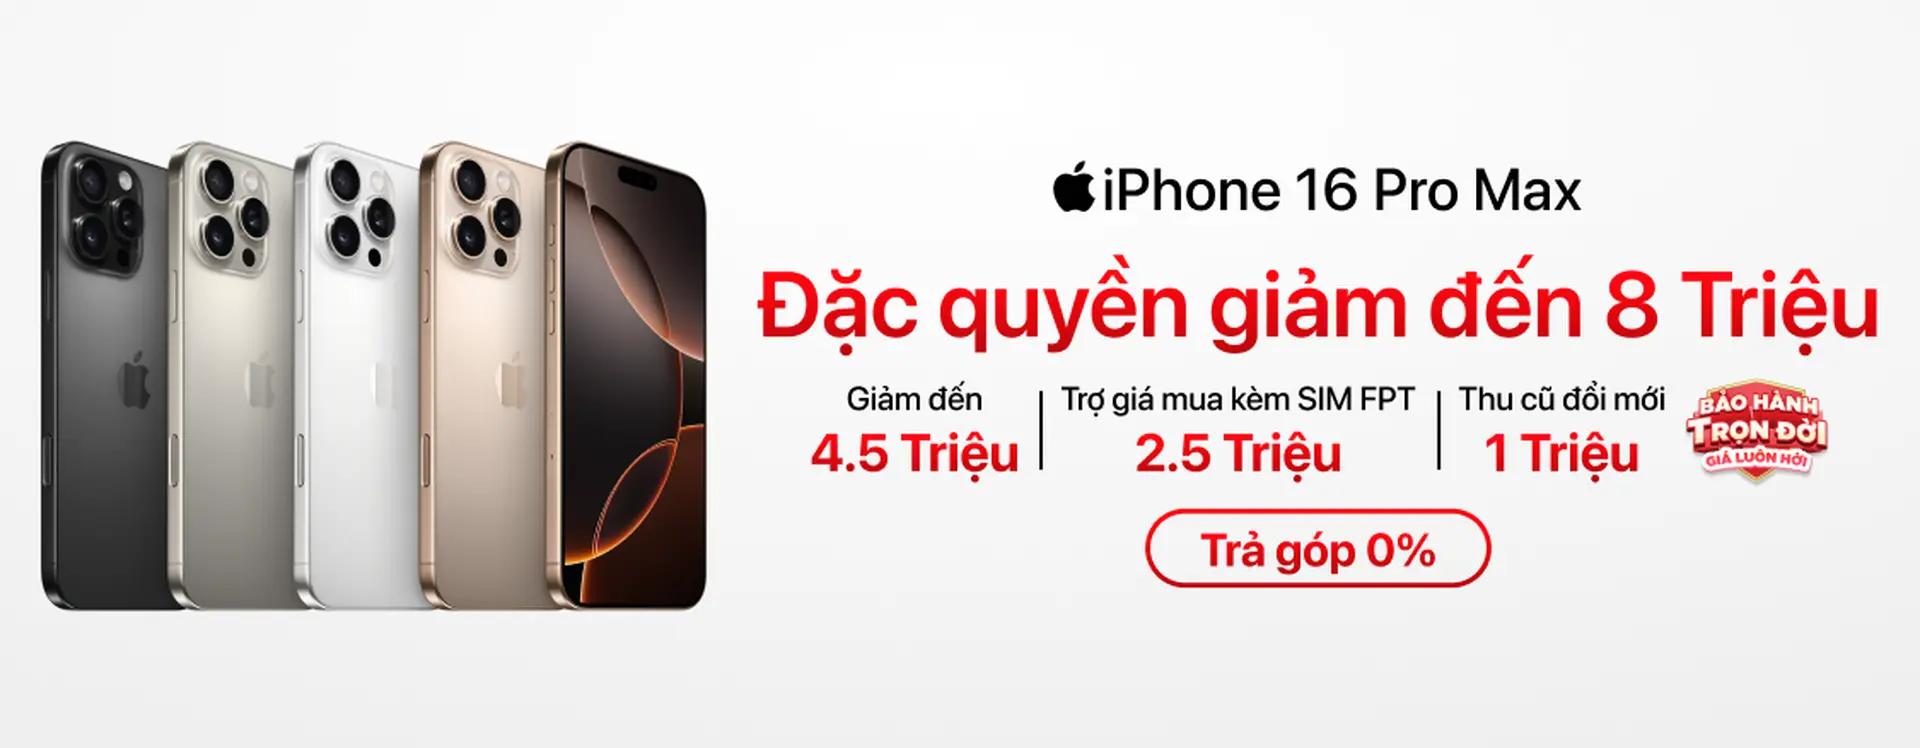 iPhone 16 Pro Max
Đặc quyền giảm đến 8 Triệu
Giảm đến
4.5 Triệu
Trợ giá mua kèm SIM FPT
2.5 Triệu
Thu cũ đổi mới
1 Triệu
BẢO HÀNH
TRỌN ĐỜI
GIÁ LUÔN HỜI
Trả góp 0%